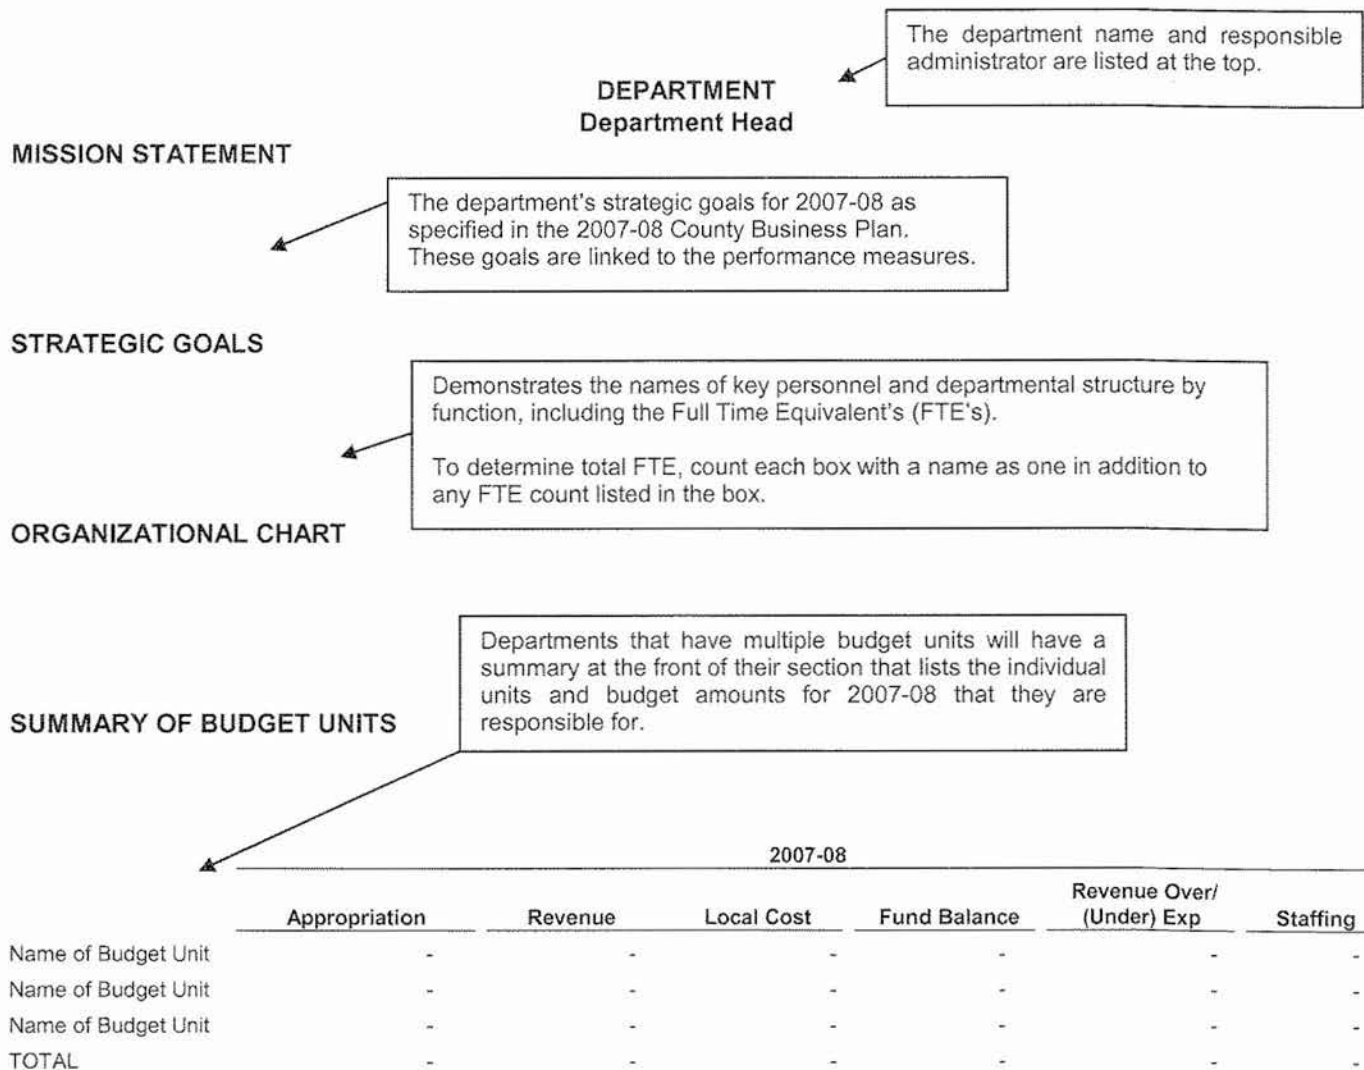 The department name and responsible
administrator are listed at the top.
DEPARTMENT
Department Head
MISSION STATEMENT
The department's strategic goals for 2007-08 as
specified in the 2007-08 County Business Plan.
These goals are linked to the performance measures.
STRATEGIC GOALS
Demonstrates the names of key personnel and departmental structure by
function, including the Full Time Equivalent's (FTE's).
To determine total FTE, count each box with a name as one in addition to
any FTE count listed in the box.
ORGANIZATIONAL CHART
Departments that have multiple budget units will have a
summary at the front of their section that lists the individual
units and budget amounts for 2007-08 that they are
responsible for.
SUMMARY OF BUDGET UNITS
2007-08
Revenue Over/
Appropriation Revenue Local Cost Fund Balance (Under) Exp Staffing
Name of Budget Unit - - - - - -
Name of Budget Unit - - - - - -
Name of Budget Unit - - - - - -
TOTAL - - - - - -